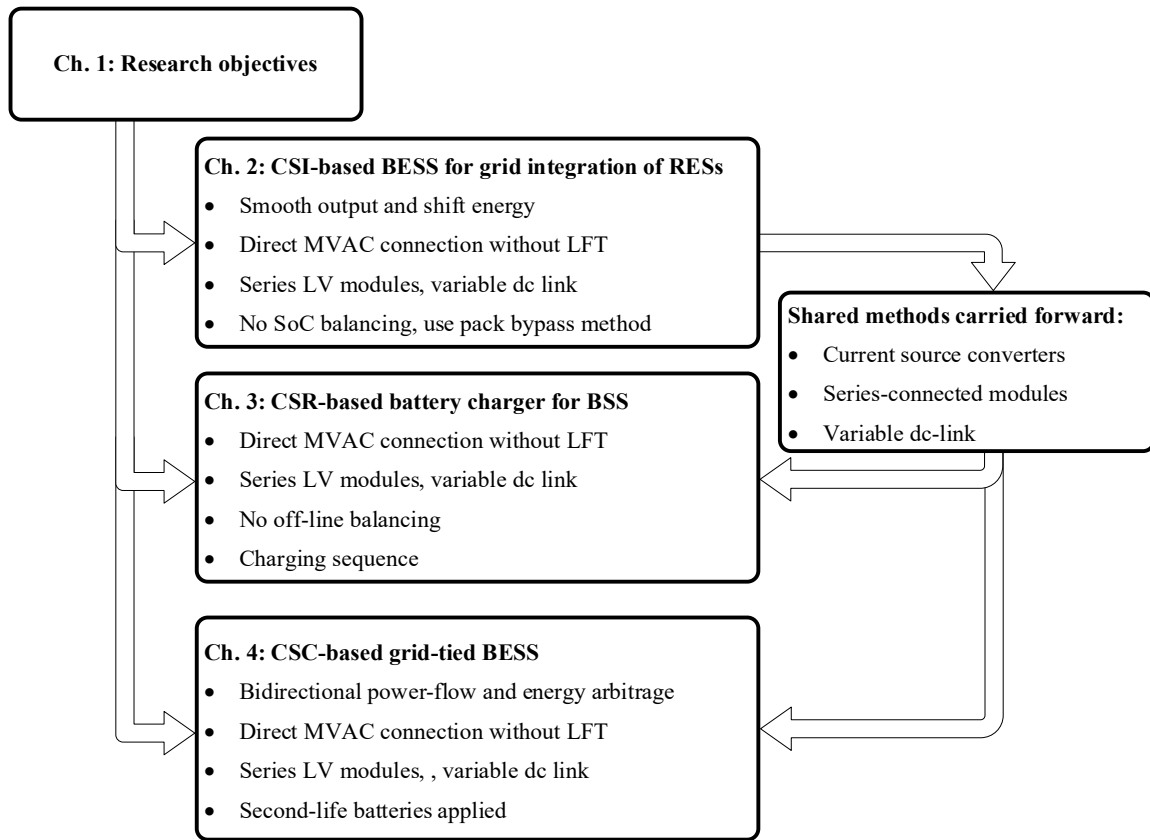 Ch. 1: Research objectives
Ch. 2: CSI-based BESS for grid integration of RESs
• Smooth output and shift energy
• Direct MVAC connection without LFT
• Series LV modules, variable dc link
• No SoC balancing, use pack bypass method
Shared methods carried forward:
• Current source converters
• Series-connected modules
• Variable dc-link
Ch. 3: CSR-based battery charger for BSS
• Direct MVAC connection without LFT
• Series LV modules, variable dc link
• No off-line balancing
• Charging sequence
Ch. 4: CSC-based grid-tied BESS
• Bidirectional power-flow and energy arbitrage
• Direct MVAC connection without LFT
• Series LV modules, , variable dc link
• Second-life batteries applied